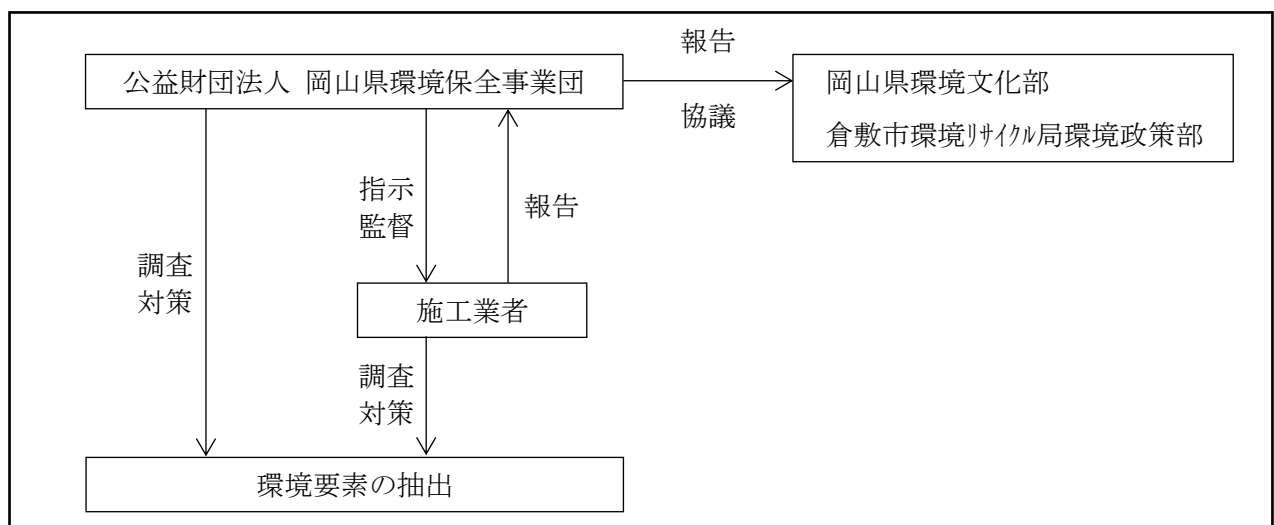 報告
公益財団法人 岡山県環境保全事業団
岡山県環境文化部
協議
倉敷市環境ﾘｻｲｸﾙ局環境政策部
指示
監督
報告
調査
対策
施工業者
調査
対策
環境要素の抽出